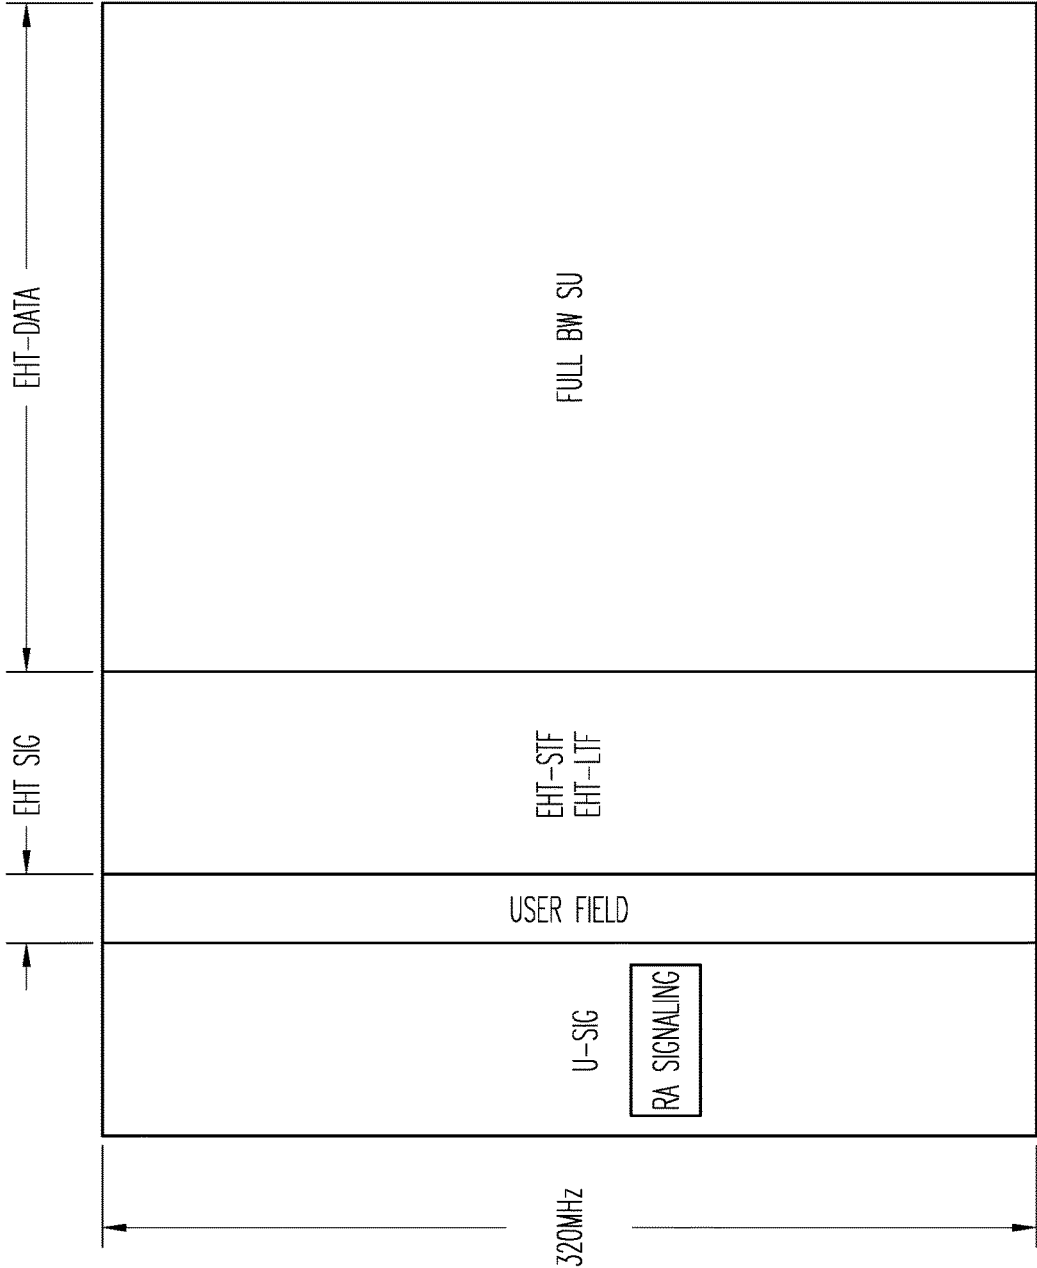 EHT SIG
EHT-DATA
320MHz
U-SIG
RA SIGNALING
USER FIELD
EHT-STF
EHT-LTF
FULL BW SU